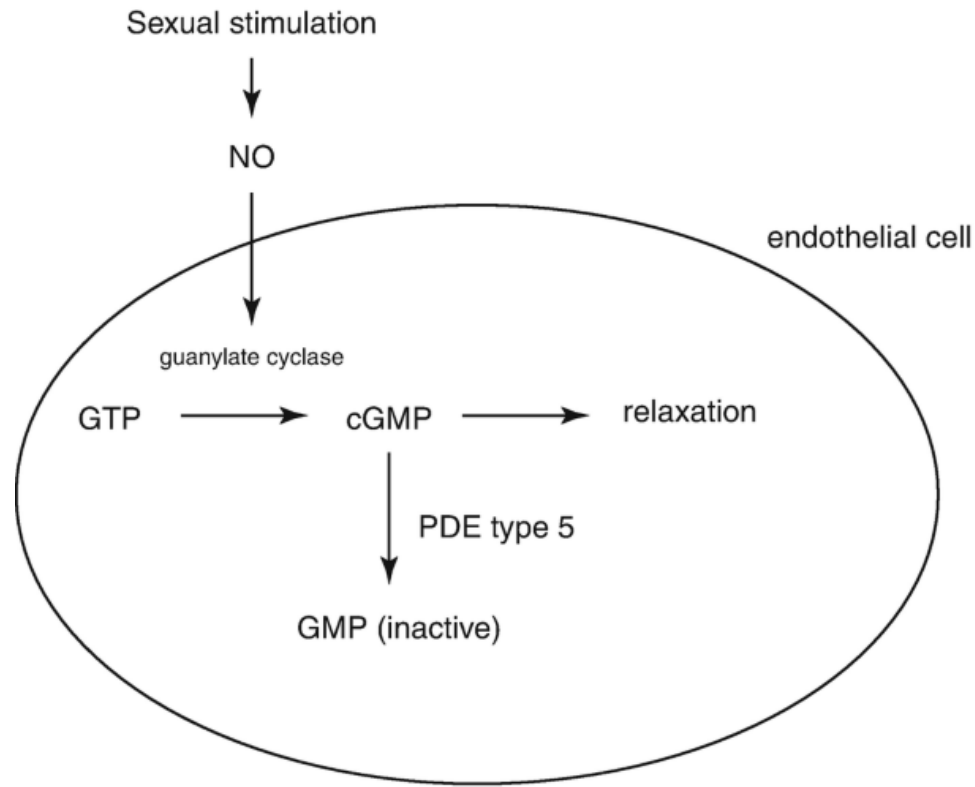 Sexual stimulation
NO
endothelial cell
guanylate cyclase
GTP
cGMP
relaxation
PDE type 5
GMP (inactive)